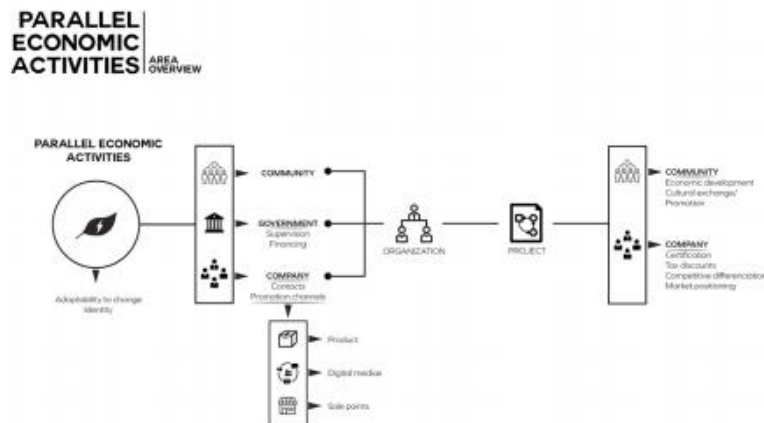 PARALLEL
ECONOMIC
ACTIVITIES
AREA
OVERVIEW
PARALLEL ECONOMIC
ACTIVITIES
Adaptability to change
Identity
COMMUNITY
GOVERNMENT
Supervision
Financing
COMPANY
Contacts
Promotion channels
Product
Digital medias
Sale points
ORGANIZATION
PROJECT
COMMUNITY
Economic development
Cultural exchange/
Promotion
COMPANY
Certification
Tax discounts
Competitive differenciation
Market positioning